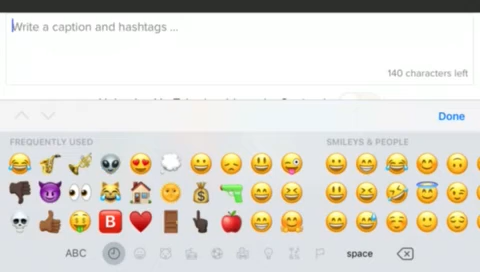 Write a caption and hashtags ...
140 characters left
Done
FREQUENTLY USED
SMILEYS & PEOPLE
B
ABC
space